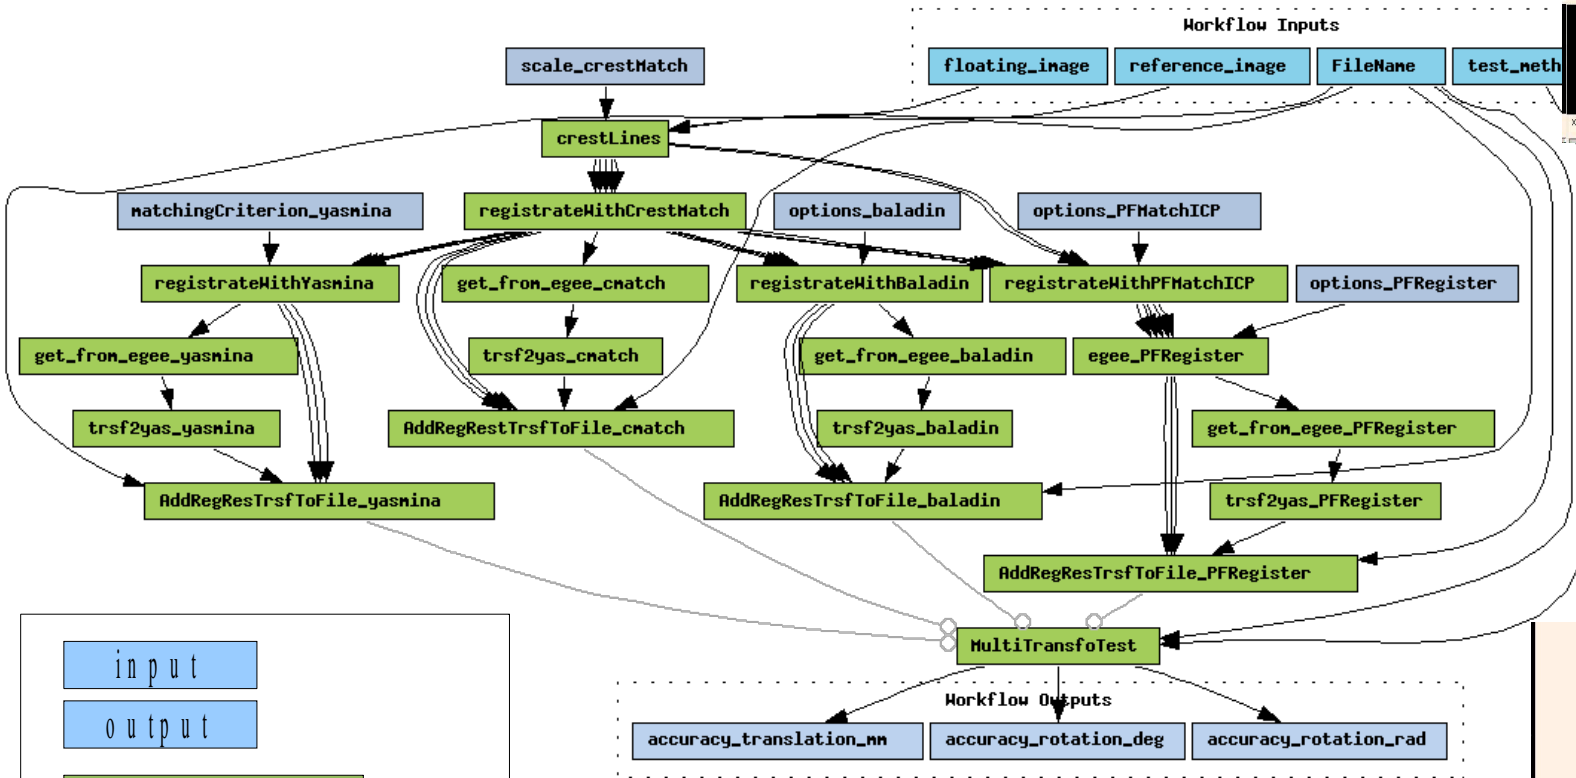 Workflow Inputs
scale_crestMatch
floating_image
reference_image
FileName
test_meth
crestLines
matchingCriterion_yasmina
registrateWithCrestMatch
options_baladin
options_PFMatchICP
registrateWithYasmina
get_from_egee_cmatch
registrateWithBaladin
registrateWithPFMatchICP
options_PFRegister
get_from_egee_yasmina
trsf2yas_cmatch
get_from_egee_baladin
egee_PFRegister
trsf2yas_yasmina
AddRegRestTrsfToFile_cmatch
trsf2yas_baladin
get_from_egee_PFRegister
AddRegResTrsfToFile_yasmina
AddRegResTrsfToFile_baladin
trsf2yas_PFRegister
AddRegResTrsfToFile_PFRegister
MultiTransfoTest
input
output
Workflow Outputs
accuracy_translation_mm
accuracy_rotation_deg
accuracy_rotation_rad